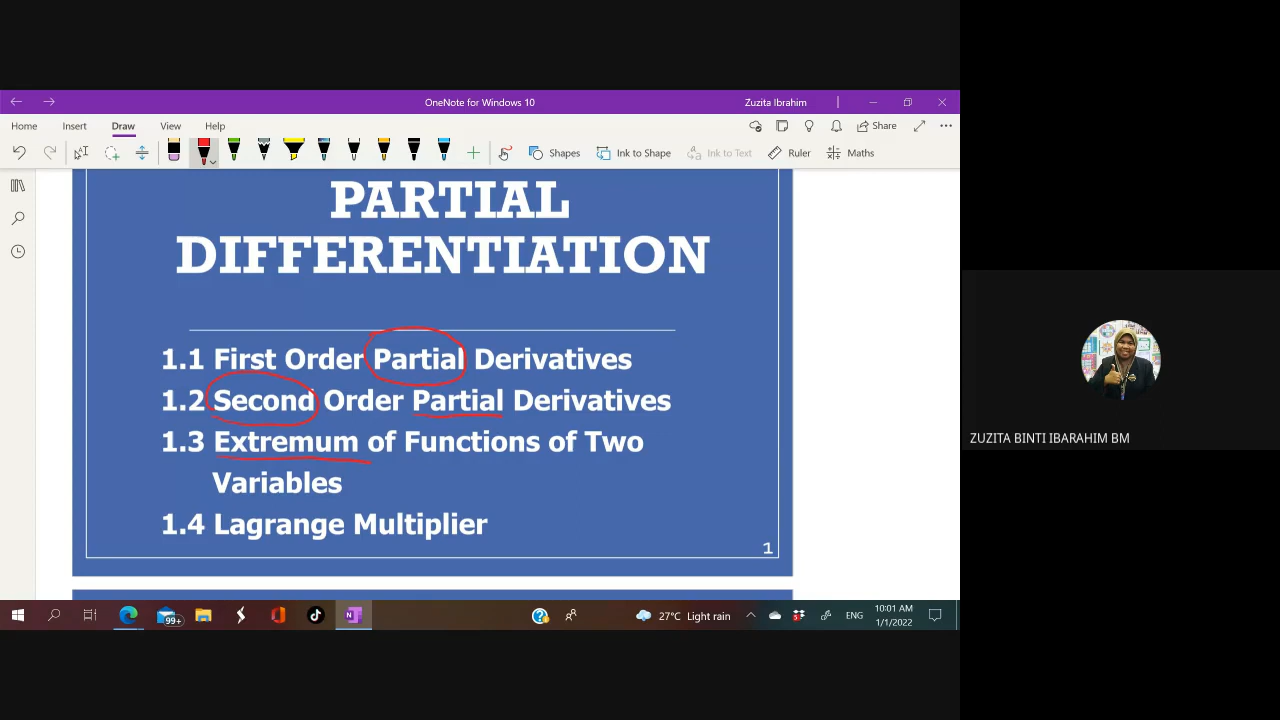 OneNote for Windows 10
Zuzita Ibrahim
Home Insert Draw View Help
Share
Shapes Ink to Shape Ink to Text Ruler Maths
PARTIAL
DIFFERENTIATION
1.1 First Order Partial Derivatives
1.2 Second Order Partial Derivatives
1.3 Extremum of Functions of Two
Variables
1.4 Lagrange Multiplier
1
ZUZITA BINTI IBARAHIM BM
99+
27°C Light rain
ENG
10:01 AM
1/1/2022